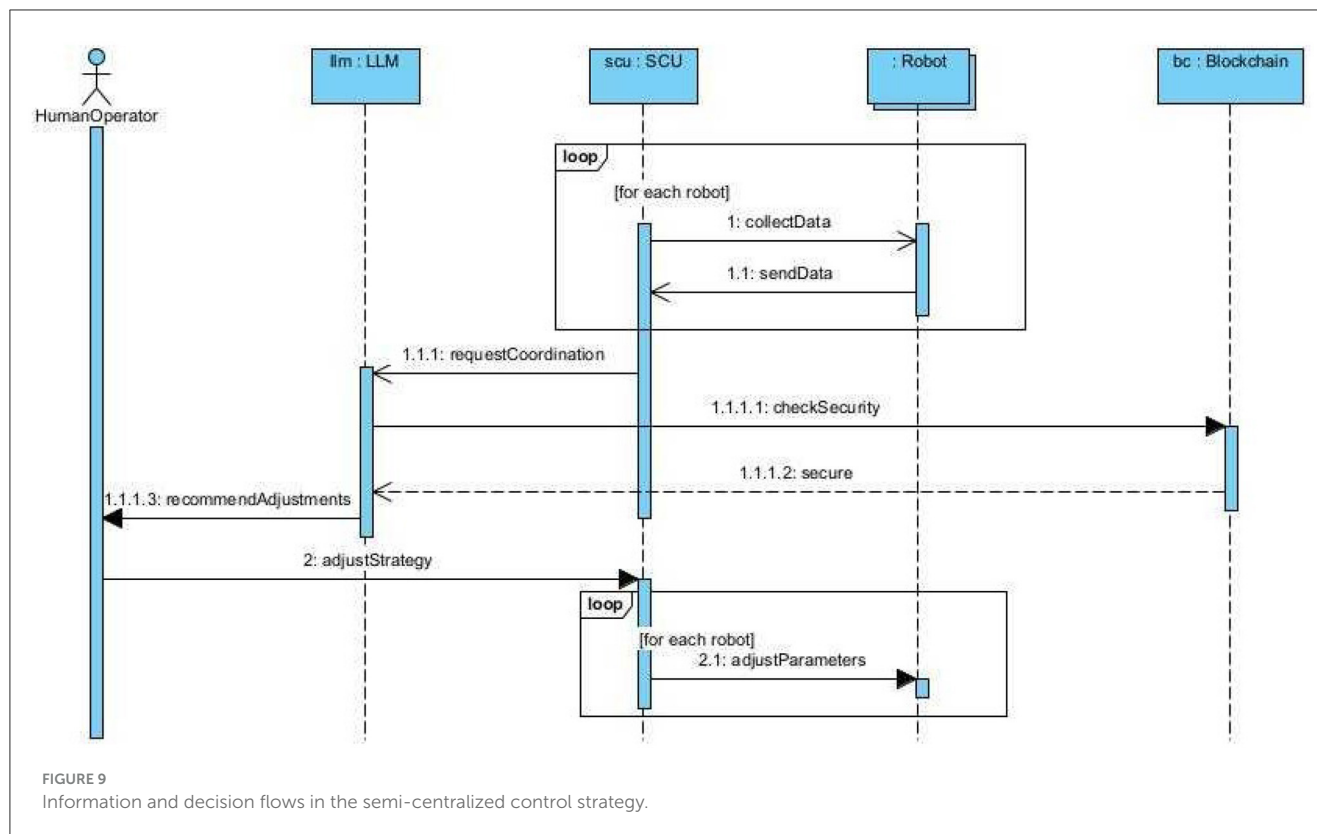 llm : LLM
scu : SCU
: Robot
bc : Blockchain
HumanOperator
loop
[for each robot]
1: collectData
1.1: sendData
1.1.1: requestCoordination
1.1.1.1: checkSecurity
1.1.1.2: secure
1.1.1.3: recommendAdjustments
2: adjustStrategy
loop
[for each robot]
2.1: adjustParameters
FIGURE 9
Information and decision flows in the semi-centralized control strategy.